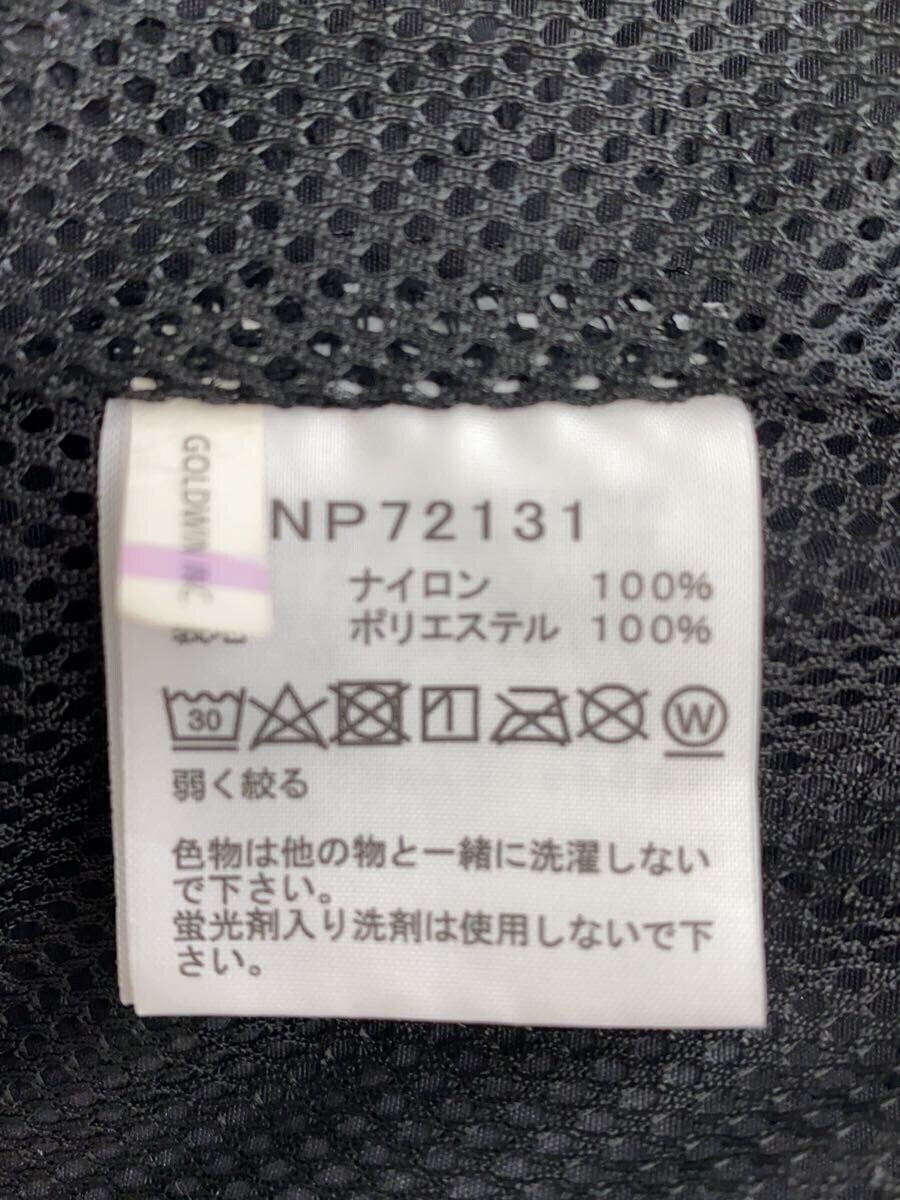 GOLDWIN INC
NP72131
ナイロン 100%
ポリエステル 100%
30
W
弱く絞る
色物は他の物と一緒に洗濯しない
で下さい。
蛍光剤入り洗剤は使用しないで下
さい。